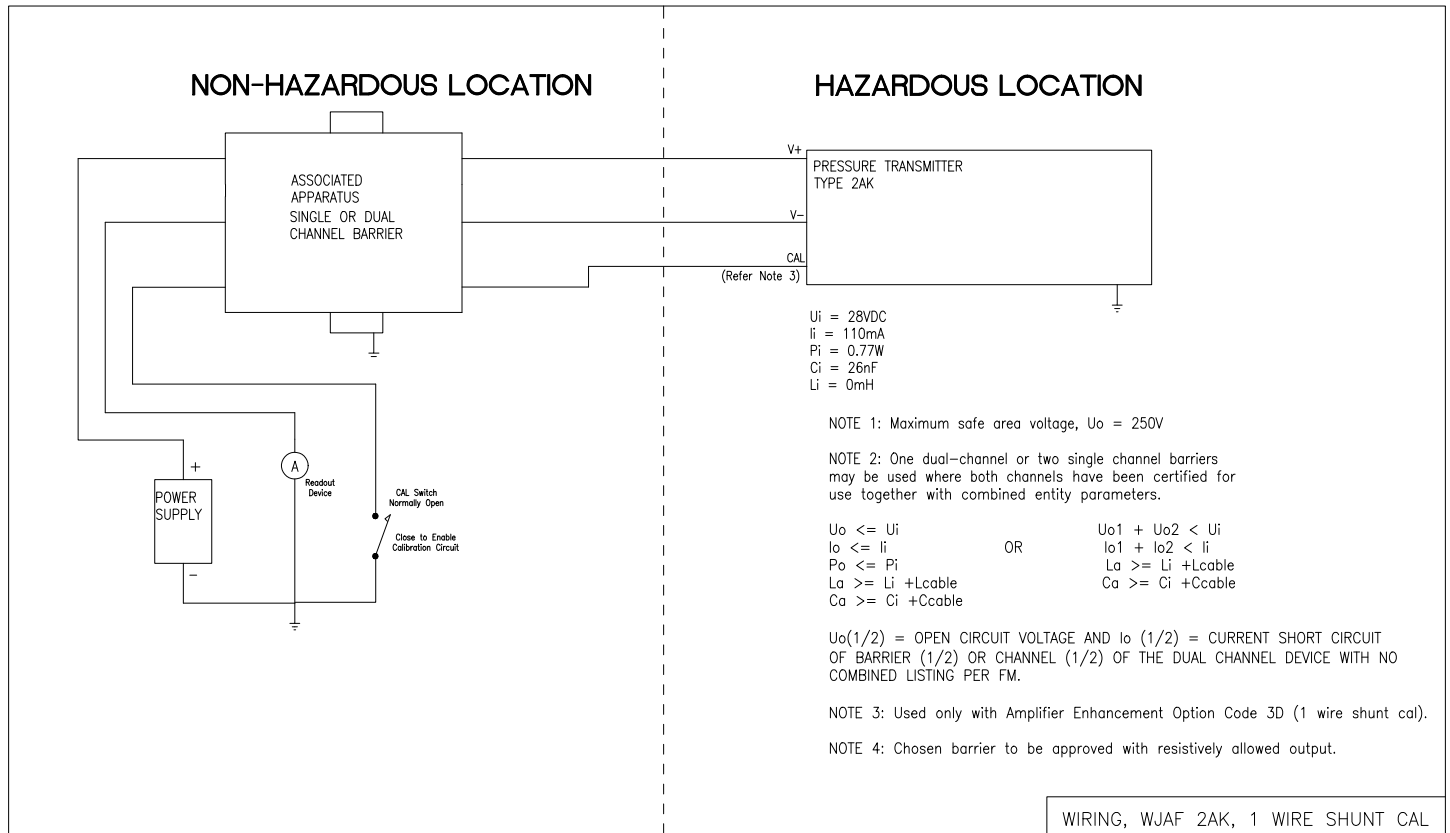 NON-HAZARDOUS LOCATION
HAZARDOUS LOCATION
ASSOCIATED
APPARATUS
SINGLE OR DUAL
CHANNEL BARRIER
V+
V-
CAL
(Refer Note 3)
PRESSURE TRANSMITTER
TYPE 2AK
Ui = 28VDC
Ii = 110mA
Pi = 0.77W
Ci = 26nF
Li = 0mH
+
POWER
SUPPLY
-
A
Readout
Device
CAL Switch
Normally Open
Close to Enable
Calibration Circuit
NOTE 1: Maximum safe area voltage, Uo = 250V
NOTE 2: One dual-channel or two single channel barriers
may be used where both channels have been certified for
use together with combined entity parameters.
Uo <= Ui
Io <= Ii
Po <= Pi
La >= Li +Lcable
Ca >= Ci +Ccable
OR
Uo1 + Uo2 < Ui
Io1 + Io2 < Ii
La >= Li +Lcable
Ca >= Ci +Ccable
Uo(1/2) = OPEN CIRCUIT VOLTAGE AND Io (1/2) = CURRENT SHORT CIRCUIT
OF BARRIER (1/2) OR CHANNEL (1/2) OF THE DUAL CHANNEL DEVICE WITH NO
COMBINED LISTING PER FM.
NOTE 3: Used only with Amplifier Enhancement Option Code 3D (1 wire shunt cal).
NOTE 4: Chosen barrier to be approved with resistively allowed output.
WIRING, WJAF 2AK, 1 WIRE SHUNT CAL